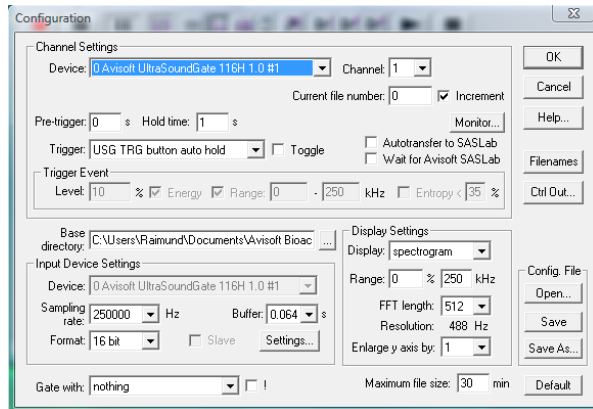 Configuration
Channel Settings
Device: 0 Avisoft UltraSoundGate 116H 1.0 #1 Channel: 1
OK
Current file number: 0 Increment
Cancel
Pre-trigger: 0 s Hold time: 1 s Monitor...
Help...
Trigger: USG TRG button auto hold Toggle
Autotransfer to SASLab
Wait for Avisoft SASLab
Filenames
Trigger Event
Level: 10 % Energy Range: 0 - 250 kHz Entropy < 35 %
Ctrl Out...
Base directory: C:\Users\Raimund\Documents\Avisoft Bioac ...
Input Device Settings
Device: 0 Avisoft UltraSoundGate 116H 1.0 #1
Sampling rate: 250000 Hz Buffer: 0.064 s
Format: 16 bit Slave Settings...
Display Settings
Display: spectrogram
Range: 0 % 250 kHz
FFT length: 512
Resolution: 488 Hz
Enlarge y axis by: 1
Config. File
Open...
Save
Save As...
Gate with: nothing !
Maximum file size: 30 min
Default